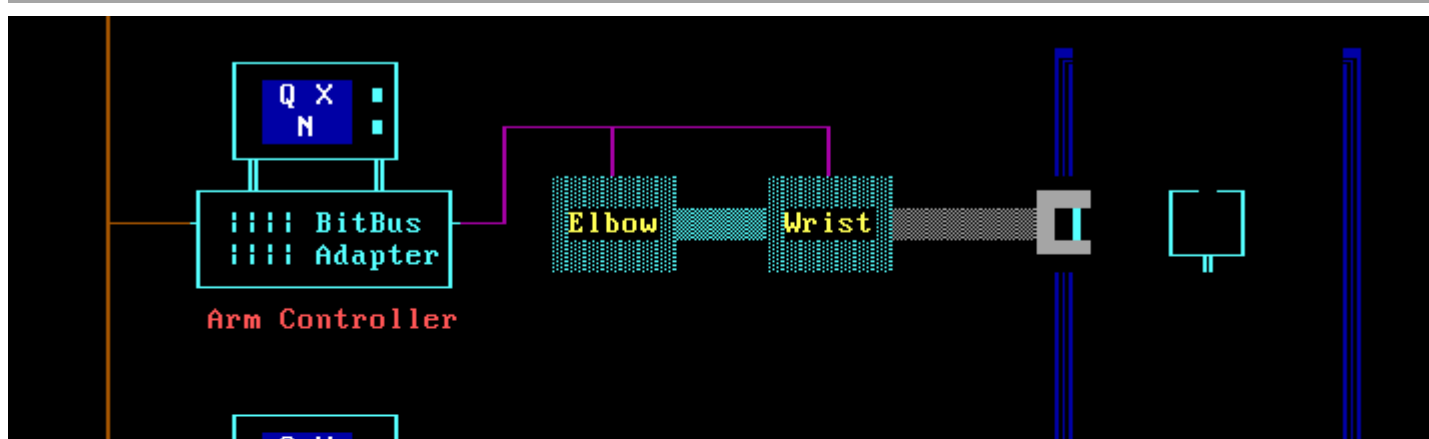 Q X
N
BitBus
Adapter
Elbow
Wrist
Arm Controller